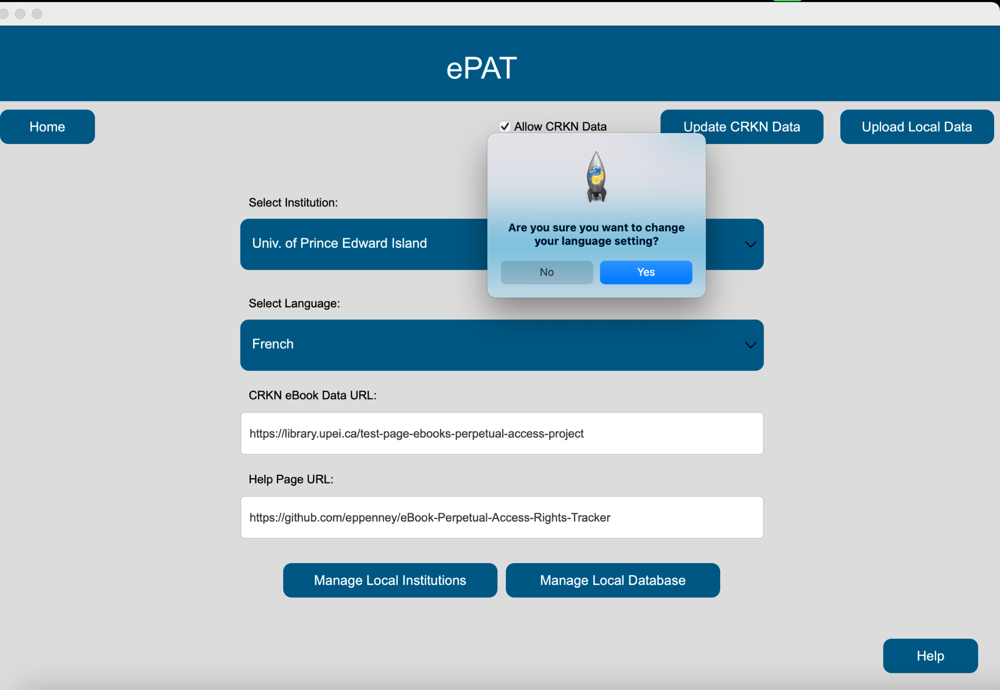 ePAT
Home
Allow CRKN Data
Update CRKN Data
Upload Local Data
Are you sure you want to change
your language setting?
No
Yes
Select Institution:
Univ. of Prince Edward Island
Select Language:
French
CRKN eBook Data URL:
https://library.upei.ca/test-page-ebooks-perpetual-access-project
Help Page URL:
https://github.com/eppenney/eBook-Perpetual-Access-Rights-Tracker
Manage Local Institutions
Manage Local Database
Help